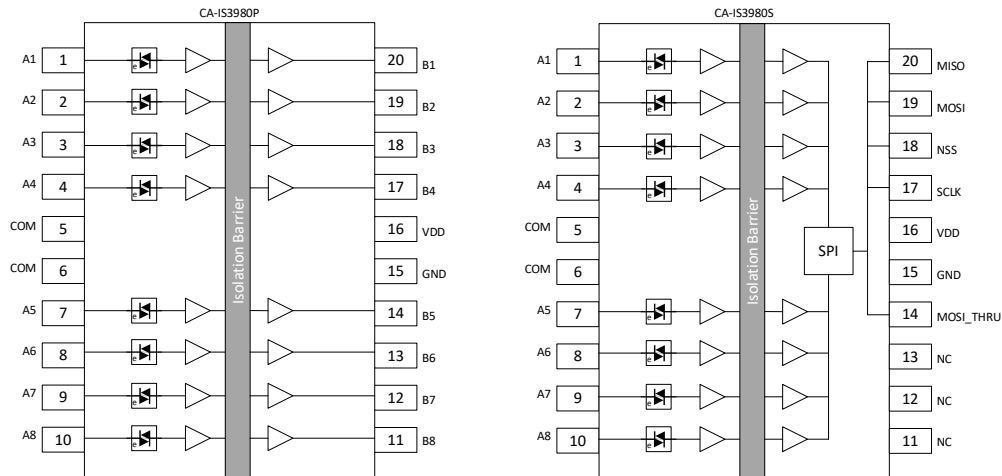 CA-IS3980P
A1 1 e 20 B1
A2 2 e 19 B2
A3 3 e 18 B3
A4 4 e 17 B4
COM 5 16 VDD
COM 6 15 GND
A5 7 e 14 B5
A6 8 e 13 B6
A7 9 e 12 B7
A8 10 e 11 B8
Isolation Barrier
CA-IS3980S
A1 1 e 20 MISO
A2 2 e 19 MOSI
A3 3 e 18 NSS
A4 4 e 17 SCLK
COM 5 16 VDD
SPI
COM 6 15 GND
A5 7 e 14 MOSI_THRU
A6 8 e 13 NC
A7 9 e 12 NC
A8 10 e 11 NC
Isolation Barrier